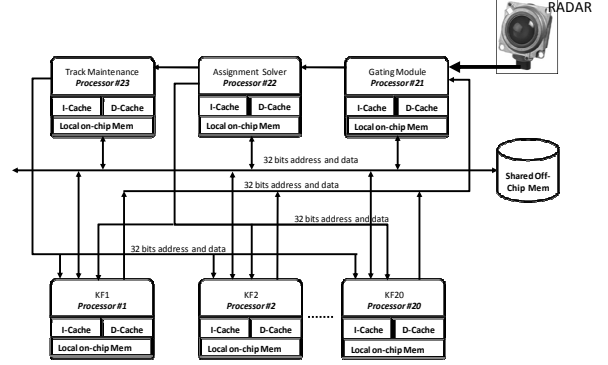 RADAR
Track Maintenance
Processor #23
I-Cache D-Cache
Local on-chip Mem
Assignment Solver
Processor #22
I-Cache D-Cache
Local on-chip Mem
Gating Module
Processor #21
I-Cache D-Cache
Local on-chip Mem
32 bits address and data
Shared Off-
Chip Mem
32 bits address and data
32 bits address and data
32 bits address and data
KF1
Processor #1
I-Cache D-Cache
Local on-chip Mem
KF2
Processor #2
I-Cache D-Cache
Local on-chip Mem
.......
KF20
Processor #20
I-Cache D-Cache
Local on-chip Mem